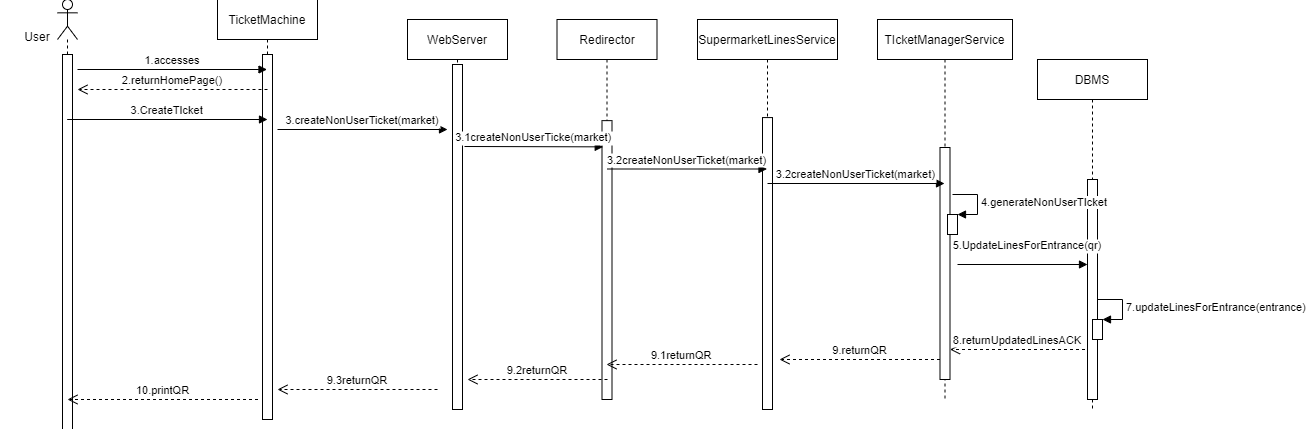 TicketMachine
User
WebServer
Redirector
SupermarketLinesService
TIcketManagerService
DBMS
1.accesses
2.returnHomePage()
3.CreateTIcket
3.createNonUserTicket(market)
3.1createNonUserTicke(market)
3.2createNonUserTicket(market)
3.2createNonUserTicket(market)
4.generateNonUserTIcket
5.UpdateLinesForEntrance(qr)
7.updateLinesForEntrance(entrance)
8.returnUpdatedLinesACK
9.returnQR
9.1returnQR
9.2returnQR
9.3returnQR
10.printQR